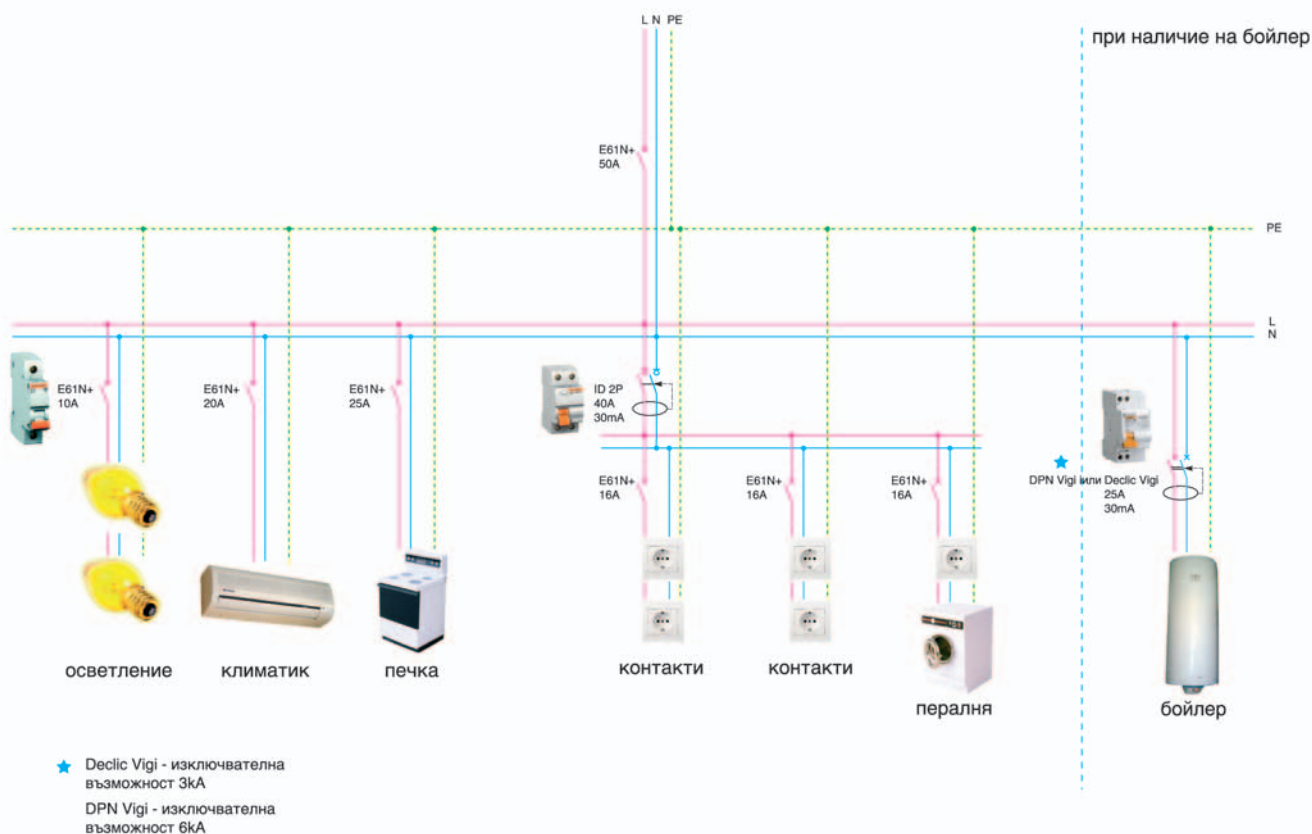 L N PE
при наличие на бойлер
E61N+
50A
PE
L
N
E61N+
10A
E61N+
20A
E61N+
25A
ID 2P
40A
30mA
E61N+
16A
E61N+
16A
E61N+
16A
DPN Vigi или Declic Vigi
25A
30mA
осветление
климатик
печка
контакти
контакти
пералня
бойлер
Declic Vigi - изключвателна
възможност 3kA
DPN Vigi - изключвателна
възможност 6kA